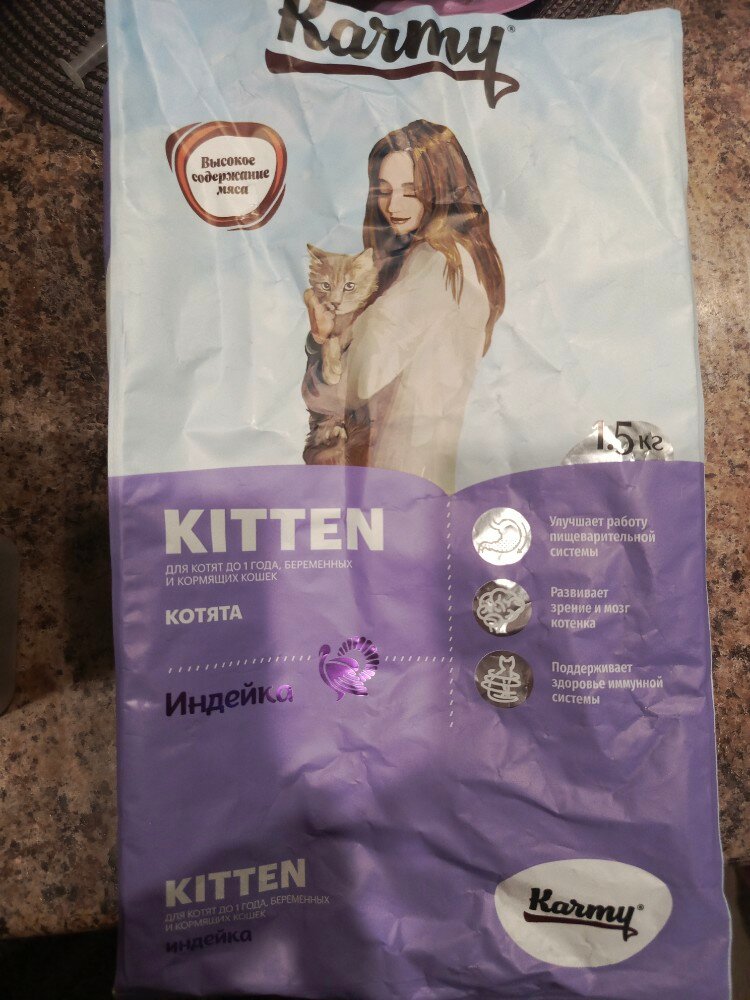 Karmy®
Высокое
содержание
мяса
1.5 кг
KITTEN
ДЛЯ КОТЯТ ДО 1 ГОДА, БЕРЕМЕННЫХ
И КОРМЯЩИХ КОШЕК
КОТЯТА
Индейка
Улучшает работу
пищеварительной
системы
Развивает
зрение и мозг
котенка
Поддерживает
здоровье иммунной
системы
KITTEN
ДЛЯ КОТЯТ ДО 1 ГОДА, БЕРЕМЕННЫХ
И КОРМЯЩИХ КОШЕК
индейка
Karmy®